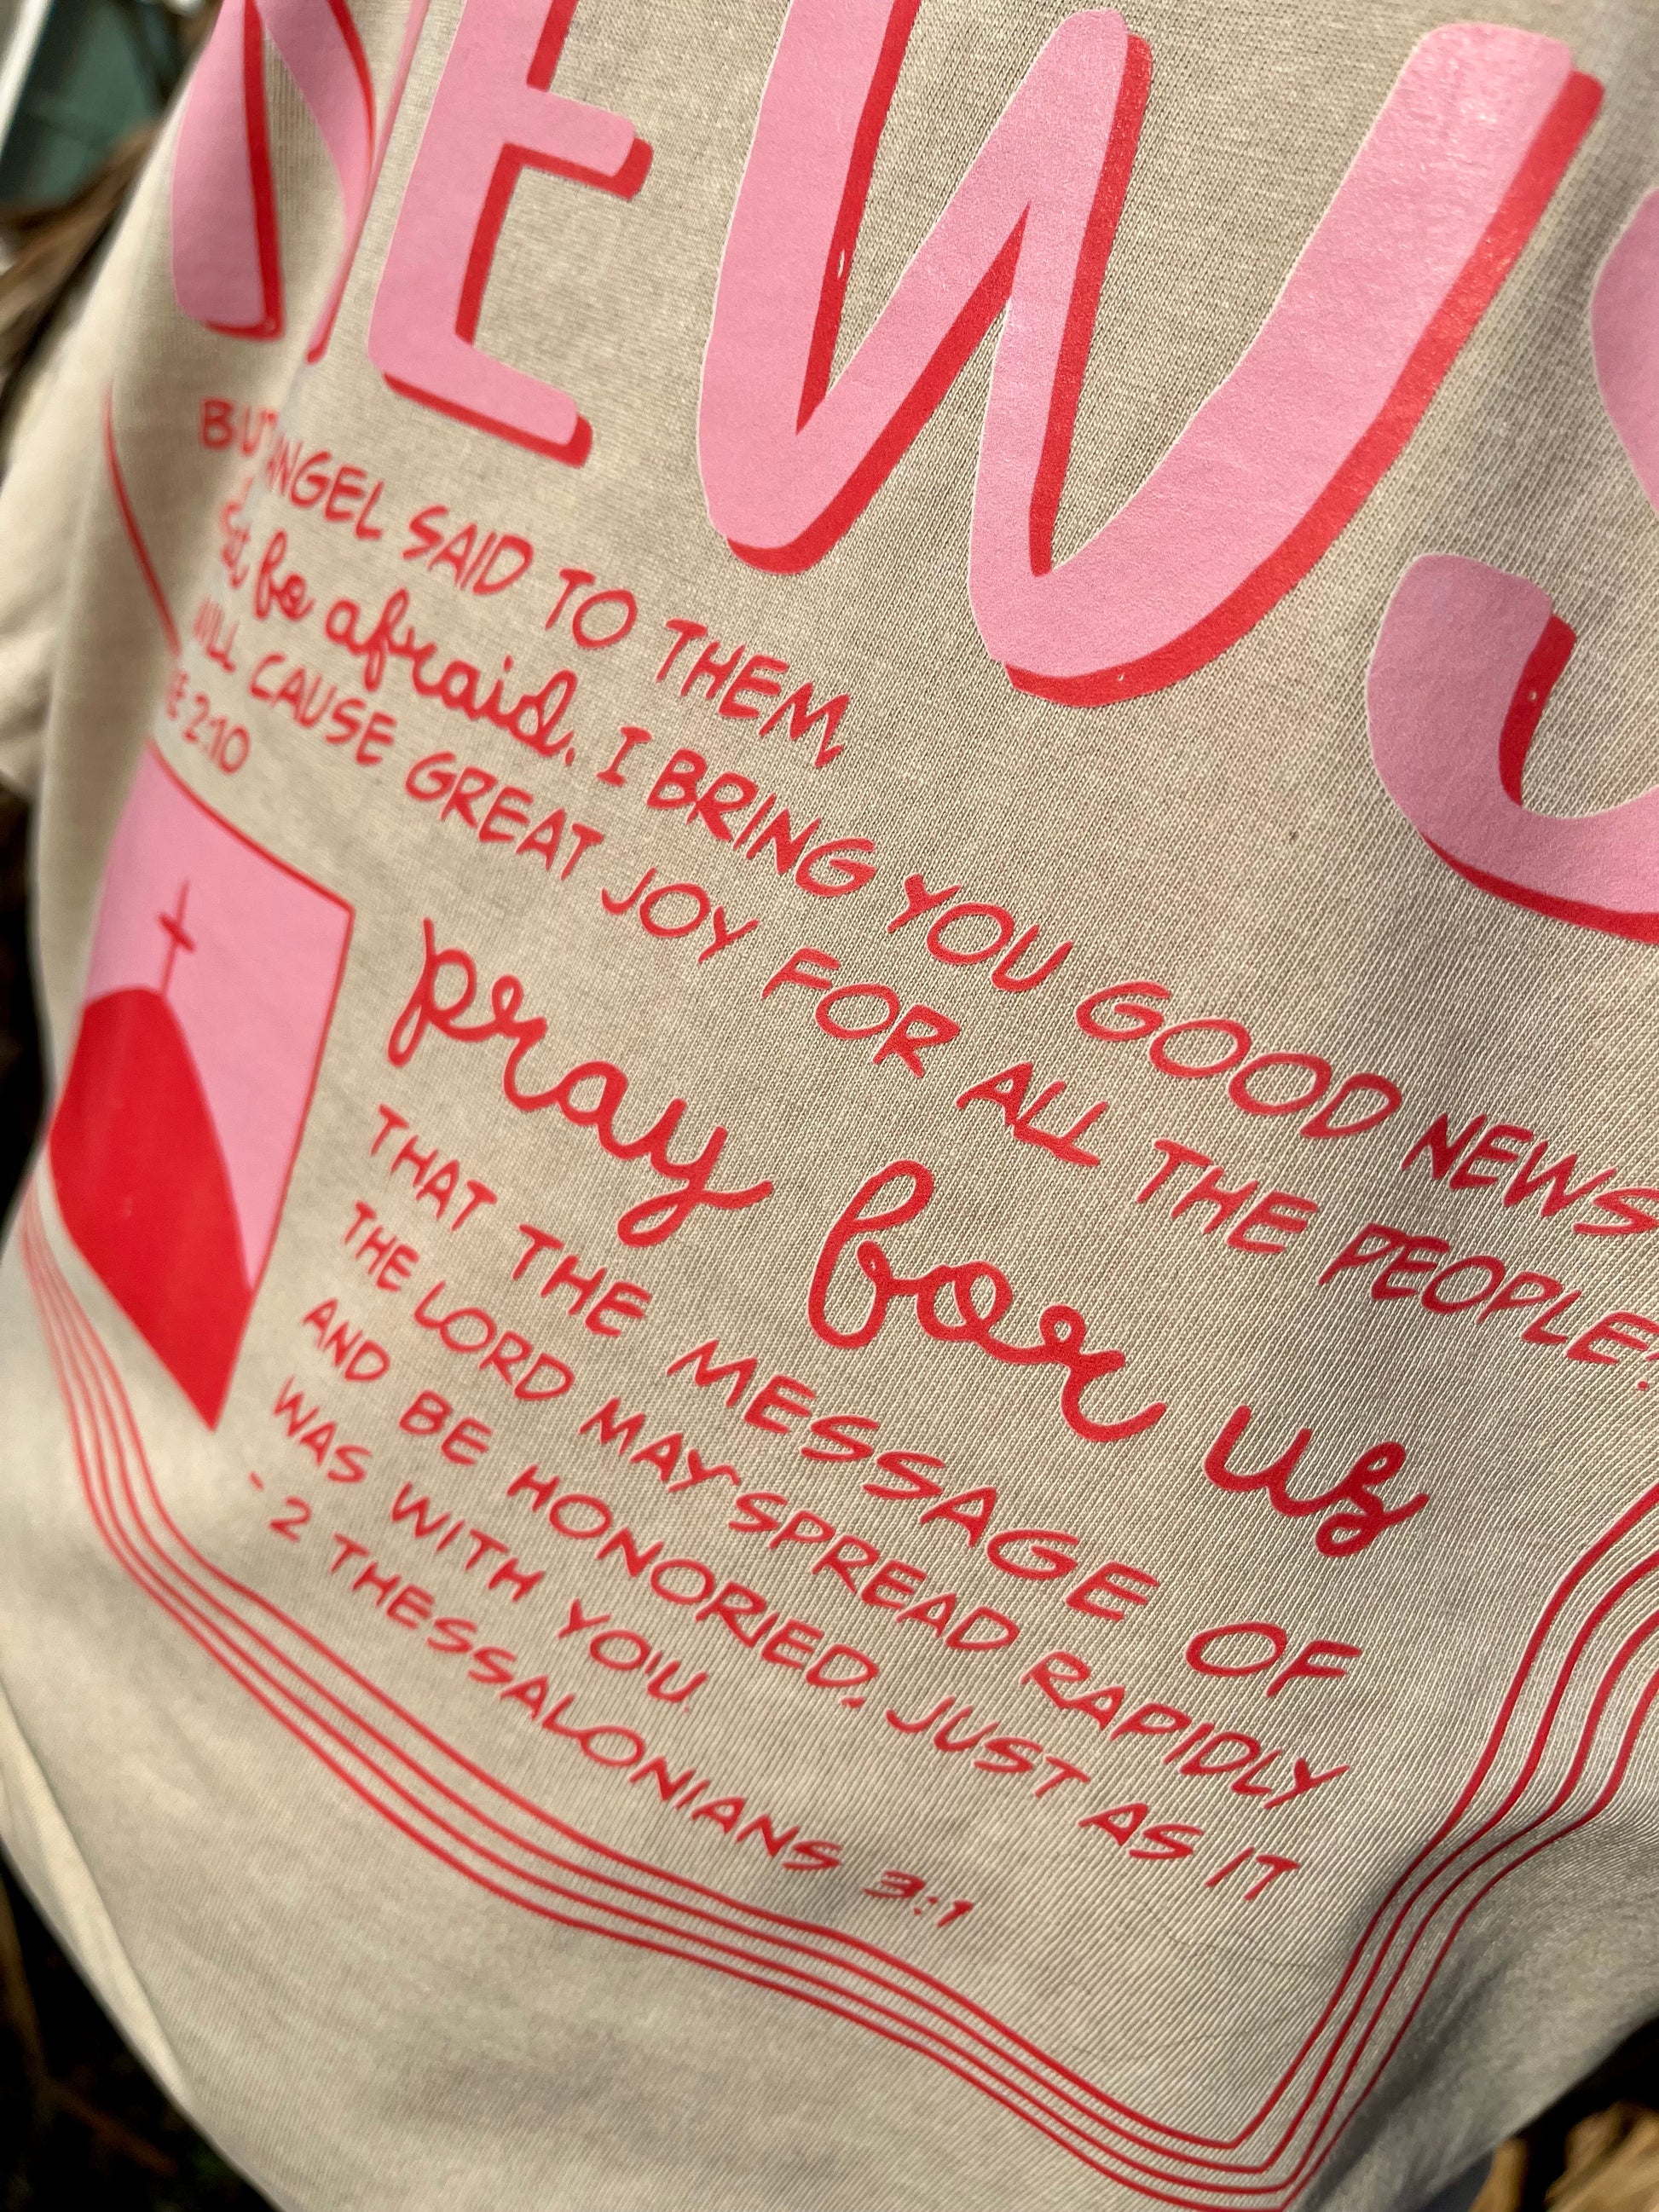 NEWS
BUT ANGEL SAID TO THEM,
be afraid. I BRING YOU GOOD NEWS
WILL CAUSE GREAT JOY FOR ALL THE PEOPLE.
2:10
pray for us
THAT THE MESSAGE OF
THE LORD MAY SPREAD RAPIDLY
AND BE HONORIED, JUST AS IT
WAS WITH YOU.
- 2 THESSALONIANS 3:1